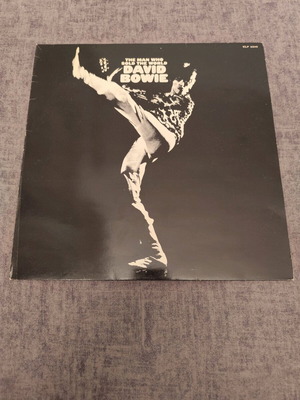 THE MAN WHO
SOLD THE WORLD
DAVID
BOWIE